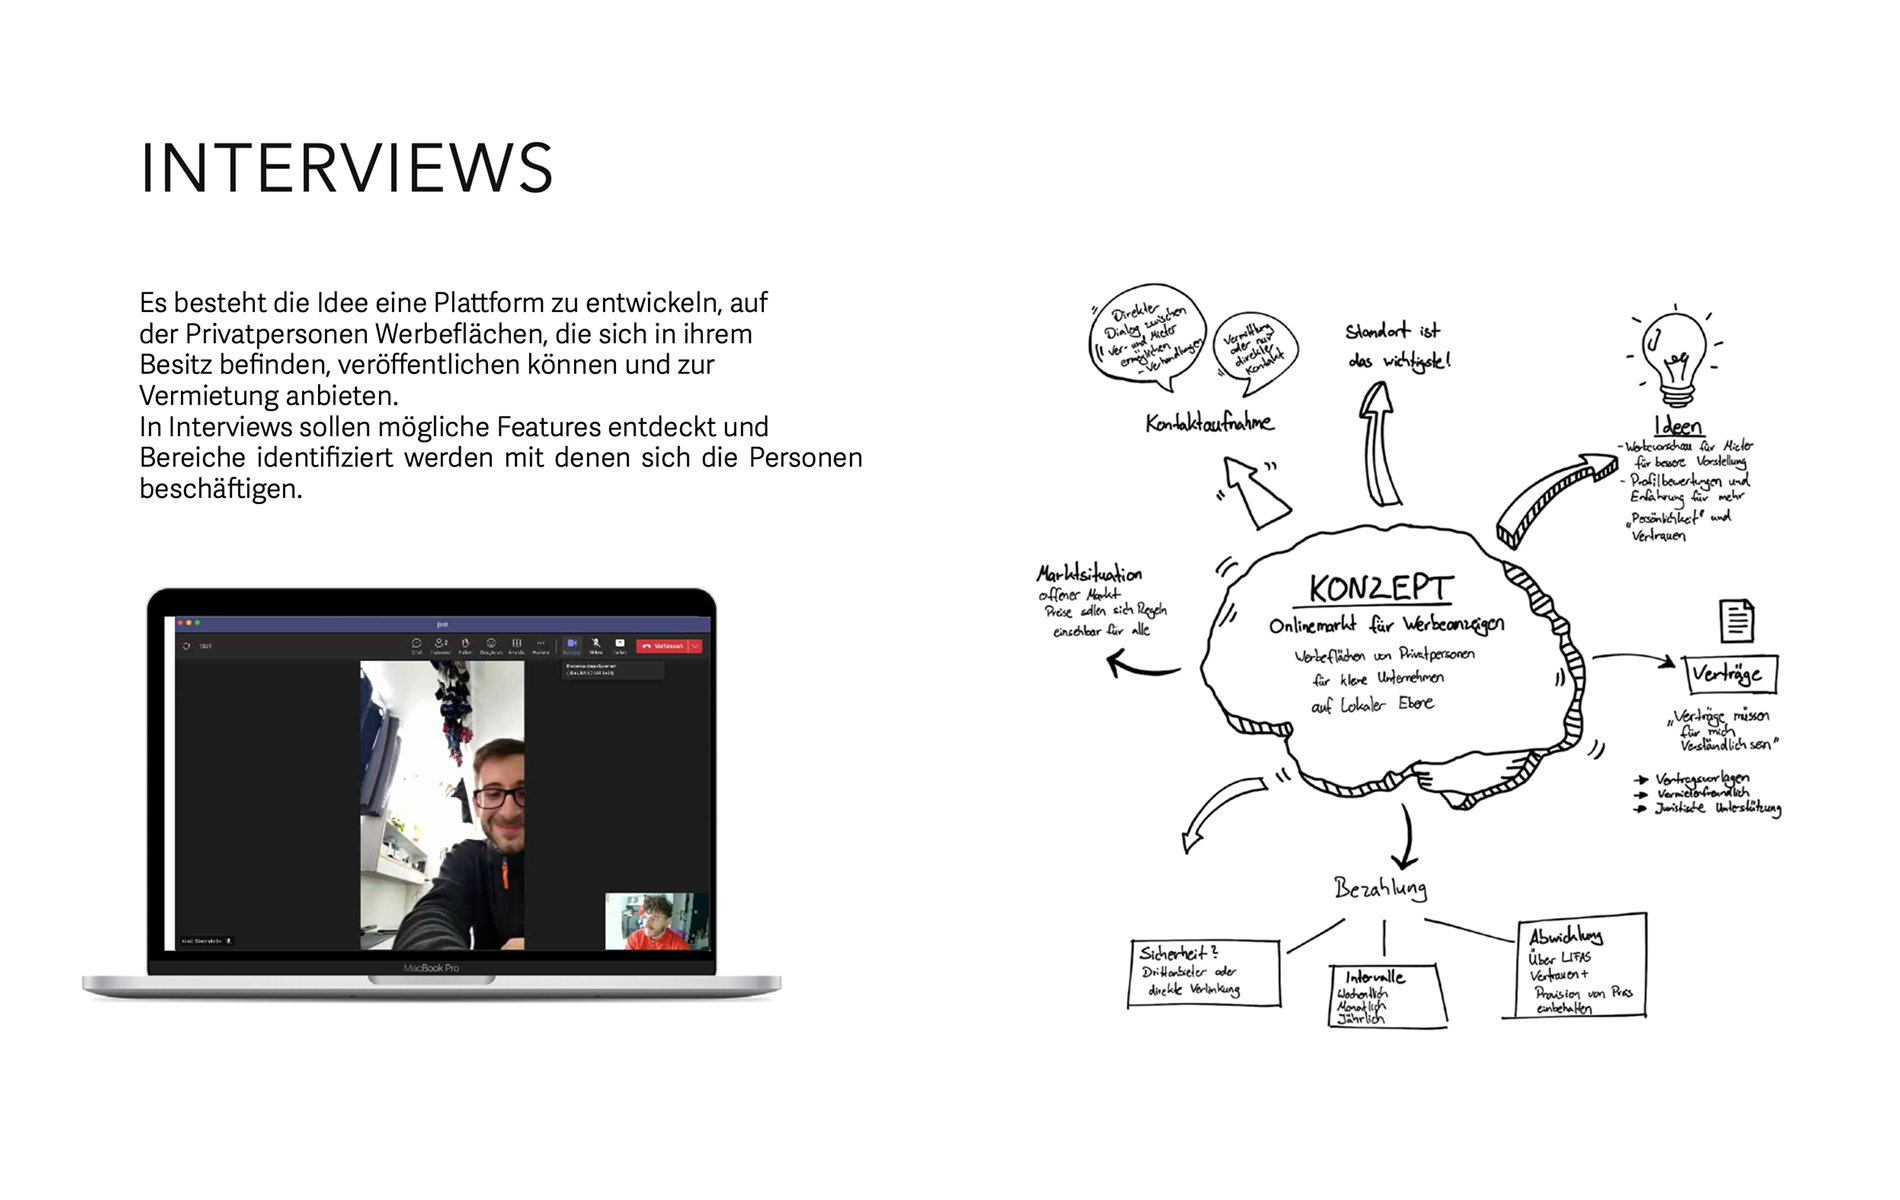 INTERVIEWS
Es besteht die Idee eine Plattform zu entwickeln, auf
der Privatpersonen Werbeflächen, die sich in ihrem
Besitz befinden, veröffentlichen können und zur
Vermietung anbieten.
In Interviews sollen mögliche Features entdeckt und
Bereiche identifiziert werden mit denen sich die Personen
beschäftigen.
Verlassen
MacBook Pro
Direkter
Dialog zwischen
Ver- und Mieter
ermöglichen
- Verhandlungen
Vermittlung
oder nur
direkter
Kontakt
Kontaktaufnahme
Standort ist
das wichtigste!
Ideen
- Werbevorschau für Mieter
für bessere Vorstellung
- Profilbewertungen und
Erfahrung für mehr
„Persönlichkeit" und
Vertrauen
Marktsituation
offener Markt
Preise sollen sich Regeln
einsehbar für alle
KONZEPT
Onlinemarkt für Werbeanzeigen
Werbeflächen von Privatpersonen
für kleine Unternehmen
auf Lokaler Ebene
Verträge
„Verträge müssen
für mich
Verständlich sein"
→ Vertragsvorlagen
→ Vermieterfreundlich
→ Juristische Unterstützung
Bezahlung
Sicherheit?
Drittanbieter oder
direkte Verlinkung
Intervalle
Wöchentlich
Monatlich
Jährlich
Abwicklung
Über LIFAS
Vertrauen +
Provision von Preis
einbehalten